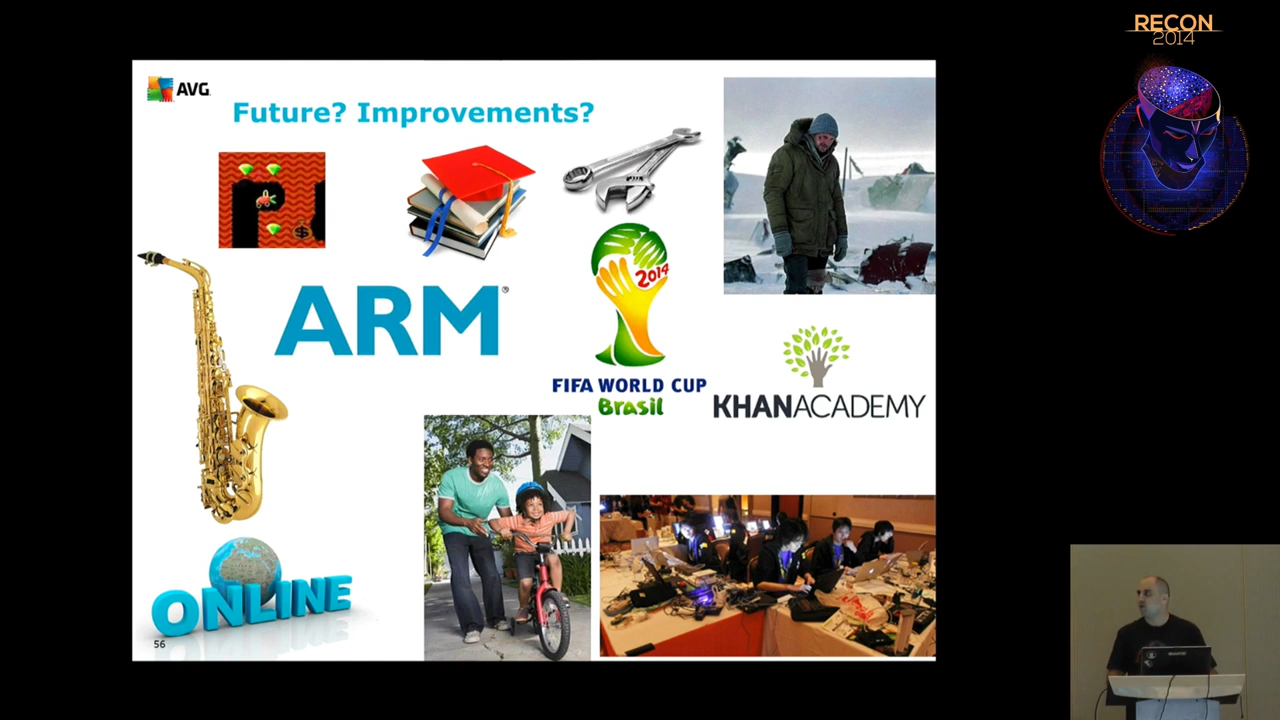 RECON
2014
AVG
Future? Improvements?
2014
ARM®
FIFA WORLD CUP
Brasil
KHANACADEMY
ONLINE
56